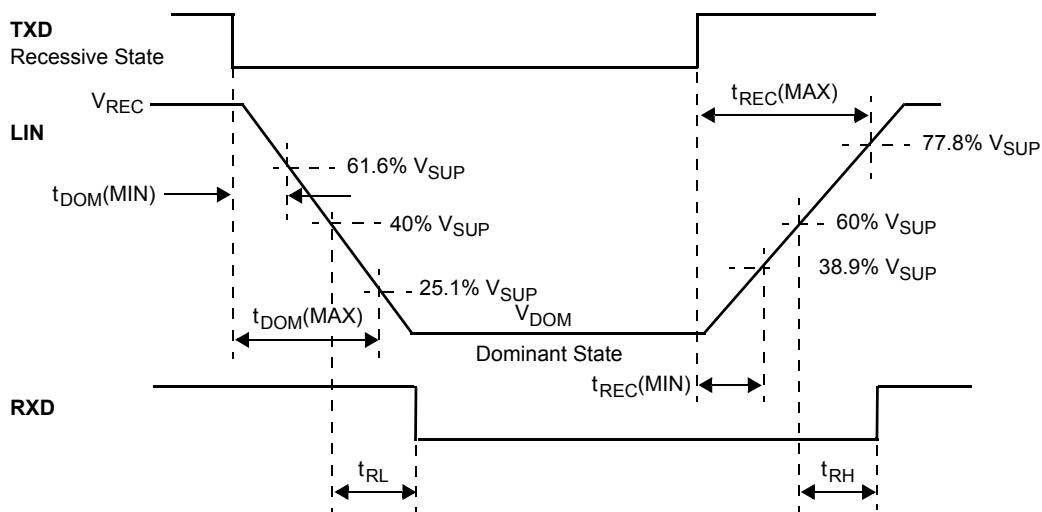 TXD
Recessive State
V_REC
t_REC(MAX)
LIN
77.8% V_SUP
61.6% V_SUP
t_DOM(MIN)
40% V_SUP
60% V_SUP
38.9% V_SUP
25.1% V_SUP
V_DOM
t_DOM(MAX)
Dominant State
t_REC(MIN)
RXD
t_RL
t_RH